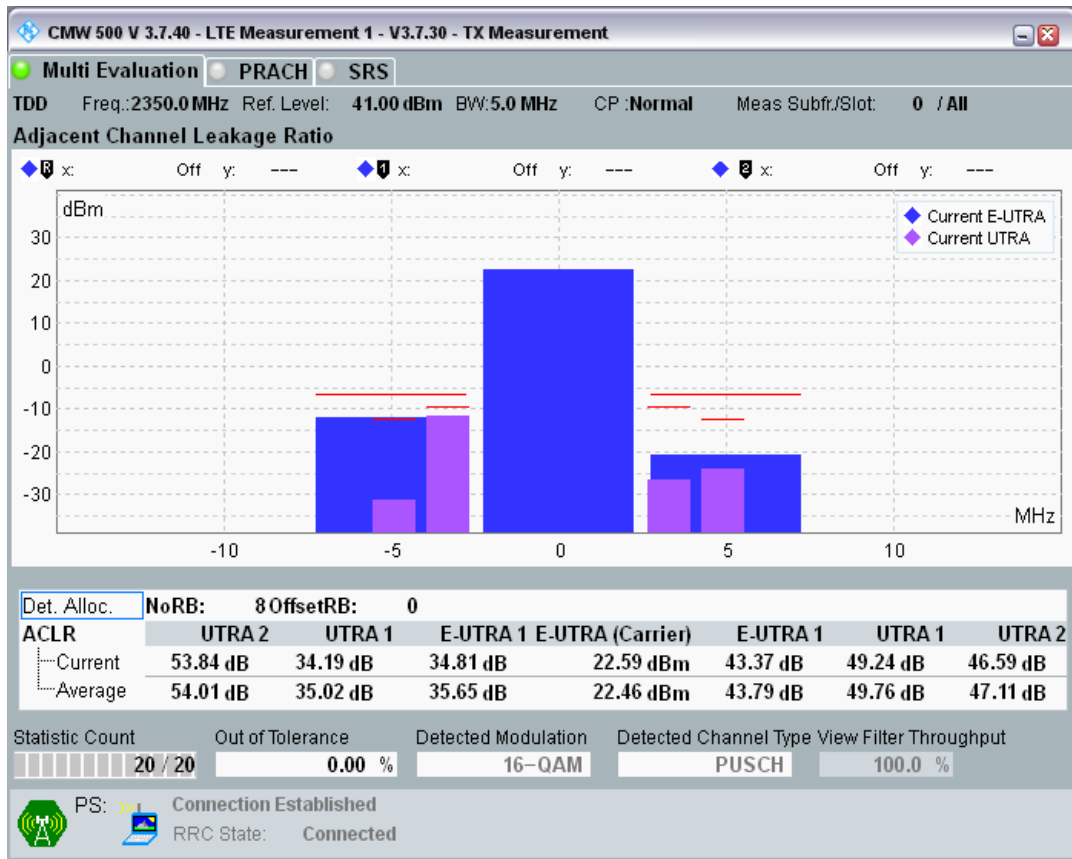 CMW 500 V 3.7.40 - LTE Measurement 1 - V3.7.30 - TX Measurement
Multi Evaluation PRACH SRS
TDD Freq.:2350.0 MHz Ref. Level: 41.00 dBm BW:5.0 MHz CP :Normal Meas Subfr./Slot: 0 / All
Adjacent Channel Leakage Ratio
R x: Off y: --- 1 x: Off y: --- 2 x: Off y: ---
dBm
Current E-UTRA
Current UTRA
30
20
10
0
-10
-20
-30
MHz
-10 -5 0 5 10
Det. Alloc. NoRB: 8 OffsetRB: 0
ACLR UTRA 2 UTRA 1 E-UTRA 1 E-UTRA (Carrier) E-UTRA 1 UTRA 1 UTRA 2
Current 53.84 dB 34.19 dB 34.81 dB 22.59 dBm 43.37 dB 49.24 dB 46.59 dB
Average 54.01 dB 35.02 dB 35.65 dB 22.46 dBm 43.79 dB 49.76 dB 47.11 dB
Statistic Count Out of Tolerance Detected Modulation Detected Channel Type View Filter Throughput
20 / 20 0.00 % 16-QAM PUSCH 100.0 %
PS: Connection Established
RRC State: Connected